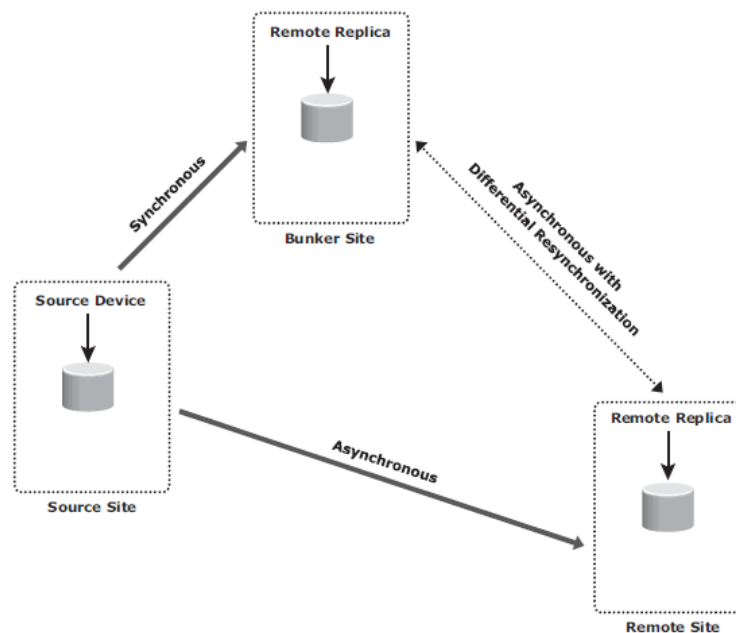 Remote Replica
Synchronous
Bunker Site
Asynchronous with
Differential Resynchronization
Source Device
Source Site
Asynchronous
Remote Replica
Remote Site